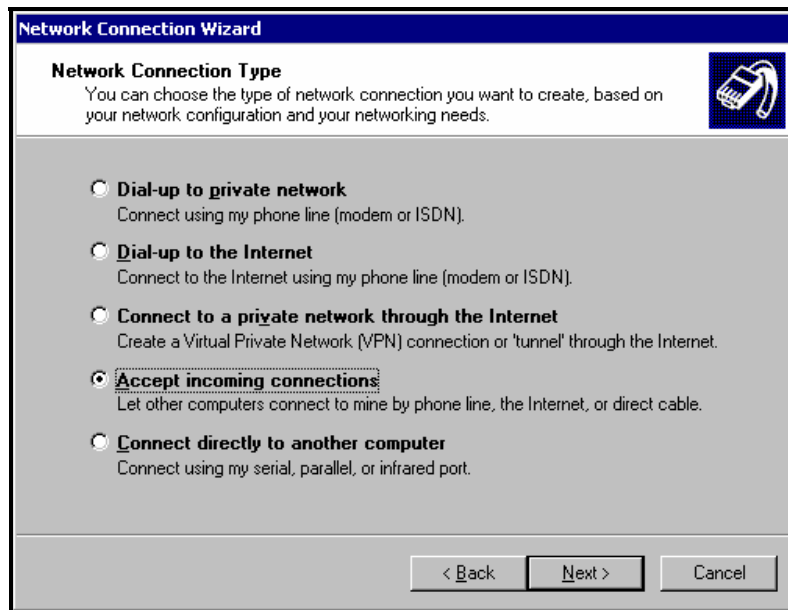 Network Connection Wizard
Network Connection Type
You can choose the type of network connection you want to create, based on
your network configuration and your networking needs.
Dial-up to private network
Connect using my phone line (modem or ISDN).
Dial-up to the Internet
Connect to the Internet using my phone line (modem or ISDN).
Connect to a private network through the Internet
Create a Virtual Private Network (VPN) connection or 'tunnel' through the Internet.
Accept incoming connections
Let other computers connect to mine by phone line, the Internet, or direct cable.
Connect directly to another computer
Connect using my serial, parallel, or infrared port.
< Back Next > Cancel